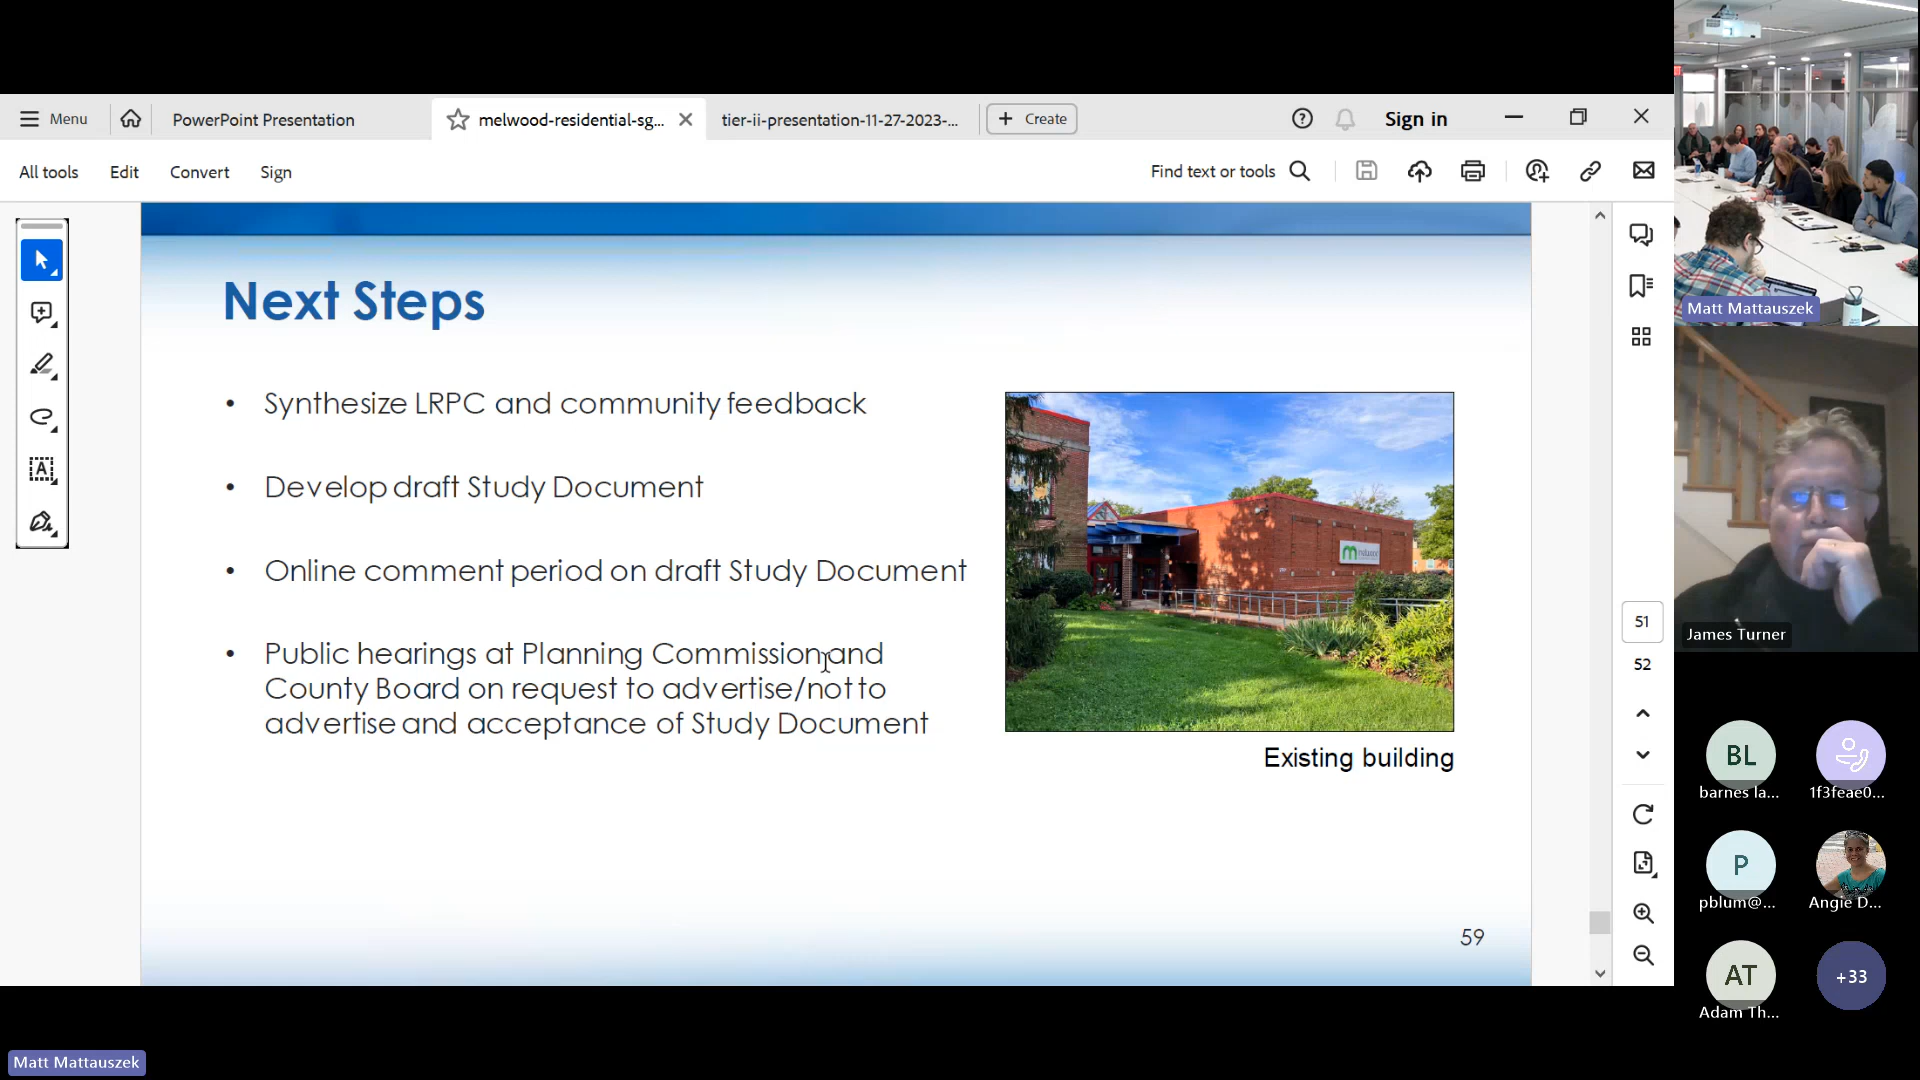 Menu
PowerPoint Presentation
melwood-residential-sg...
tier-ii-presentation-11-27-2023-...
+ Create
Sign in
All tools
Edit
Convert
Sign
Find text or tools
Next Steps
• Synthesize LRPC and community feedback
• Develop draft Study Document
• Online comment period on draft Study Document
• Public hearings at Planning Commission and
County Board on request to advertise/not to
advertise and acceptance of Study Document
melwood
Existing building
59
51
52
Matt Mattauszek
James Turner
BL
barnes la...
1f3feae0...
P
pblum@...
Angie D...
AT
Adam Th...
+33
Matt Mattauszek